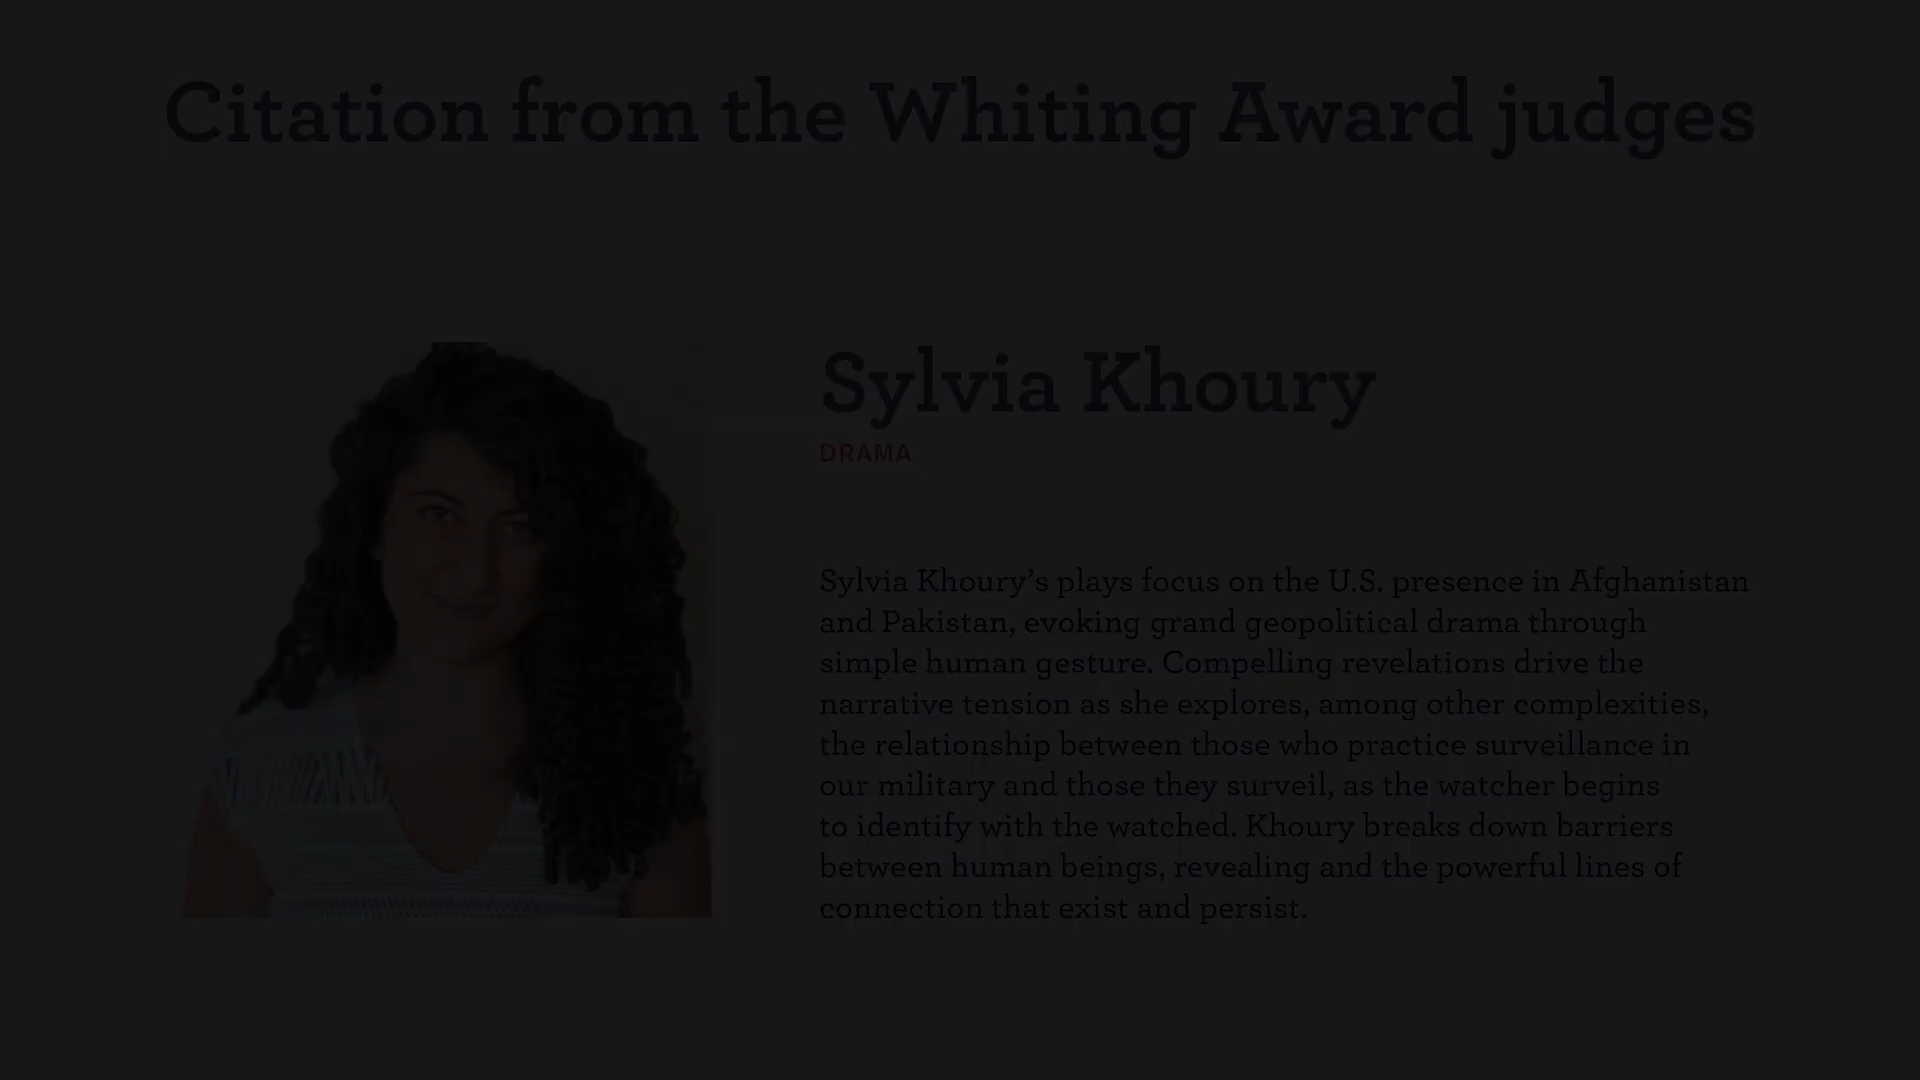 Citation from the Whiting Award judges
Sylvia Khoury
DRAMA
Sylvia Khoury’s plays focus on the U.S. presence in Afghanistan
and Pakistan, evoking grand geopolitical drama through
simple human gesture. Compelling revelations drive the
narrative tension as she explores, among other complexities,
the relationship between those who practice surveillance in
our military and those they surveil, as the watcher begins
to identify with the watched. Khoury breaks down barriers
between human beings, revealing and the powerful lines of
connection that exist and persist.